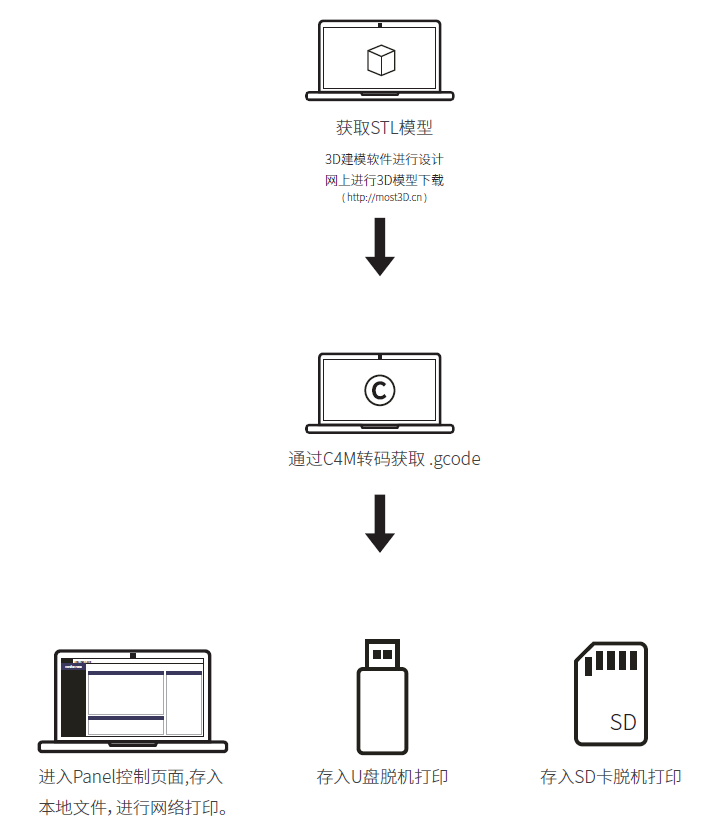 获取STL模型
3D建模软件进行设计
网上进行3D模型下载
( http://most3D.cn )
C
通过C4M转码获取 .gcode
SD
进入Panel控制页面,存入
本地文件，进行网络打印。
存入U盘脱机打印
存入SD卡脱机打印